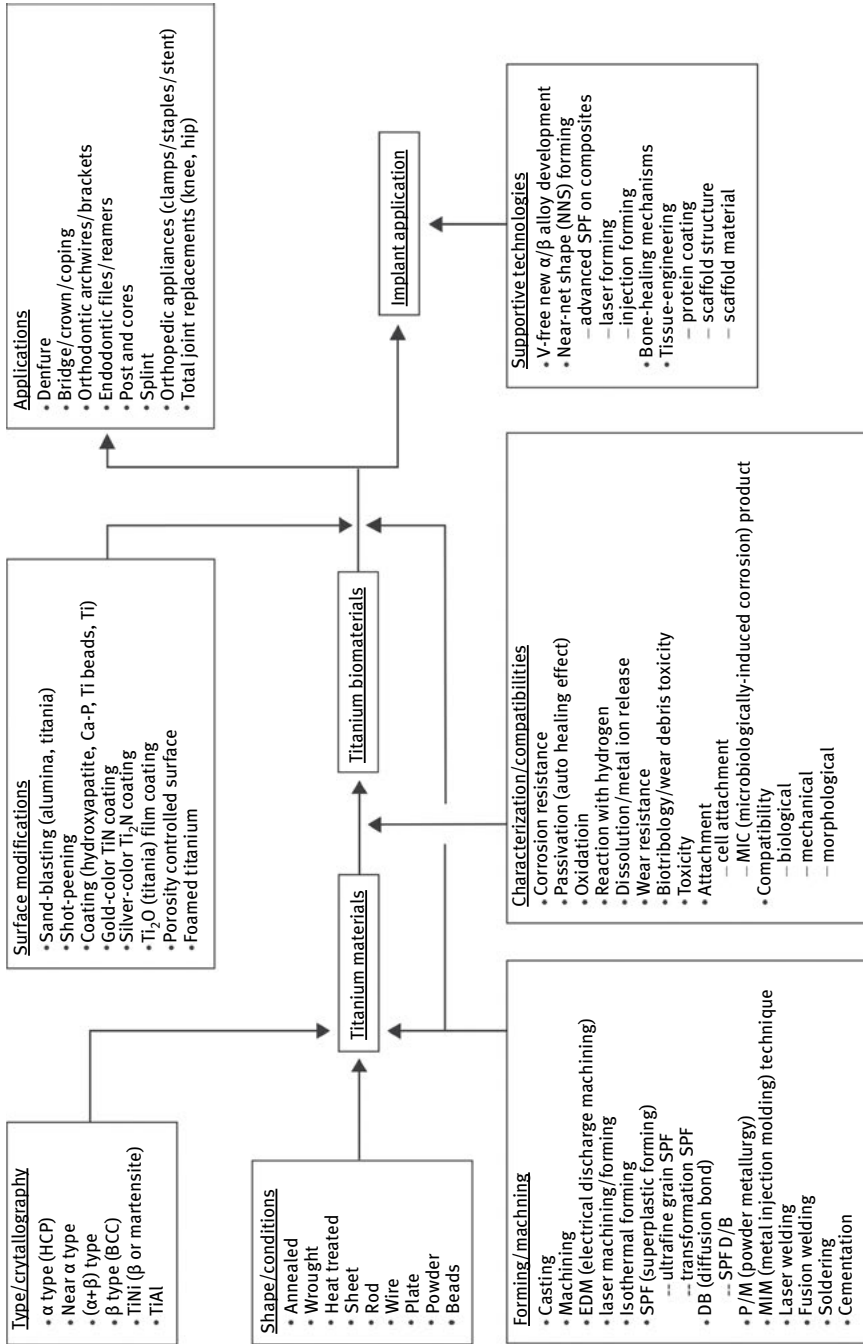 Type/crytallography
• α type (HCP)
• Near α type
• (α+β) type
• β type (BCC)
• TiNi (β or martensite)
• TiAl
Shape/conditions
• Annealed
• Wrought
• Heat treated
• Sheet
• Rod
• Wire
• Plate
• Powder
• Beads
Forming/machning
• Casting
• Machining
• EDM (electrical discharge machining)
• laser machining/forming
• Isothermal forming
• SPF (superplastic forming)
– ultrafine grain SPF
– transformation SPF
• DB (diffusion bond)
– SPF D/B
• P/M (powder metallurgy)
• MIM (metal injection molding) technique
• Laser welding
• Fusion welding
• Soldering
• Cementation
Surface modifications
• Sand-blasting (alumina, titania)
• Shot-peening
• Coating (hydroxyapatite, Ca-P, Ti beads, Ti)
• Gold-color TiN coating
• Silver-color Ti₂N coating
• Ti₂O (titania) film coating
• Porosity controlled surface
• Foamed titanium
Titanium materials
Titanium biomaterials
Characterization/compatibilities
• Corrosion resistance
• Passivation (auto healing effect)
• Oxidatioin
• Reaction with hydrogen
• Dissolution/metal ion release
• Wear resistance
• Biotribology/wear debris toxicity
• Toxicity
• Attachment
– cell attachment
– MIC (microbiologically-induced corrosion) product
• Compatibility
– biological
– mechanical
– morphological
Applications
• Denfure
• Bridge/crown/coping
• Orthodontic archwires/brackets
• Endodontic files/reamers
• Post and cores
• Splint
• Orthopedic appliances (clamps/staples/stent)
• Total joint replacements (knee, hip)
Implant application
Supportive technologies
• V-free new α/β alloy development
• Near-net shape (NNS) forming
– advanced SPF on composites
– laser forming
– injection forming
• Bone-healing mechanisms
• Tissue-engineering
– protein coating
– scaffold structure
– scaffold material